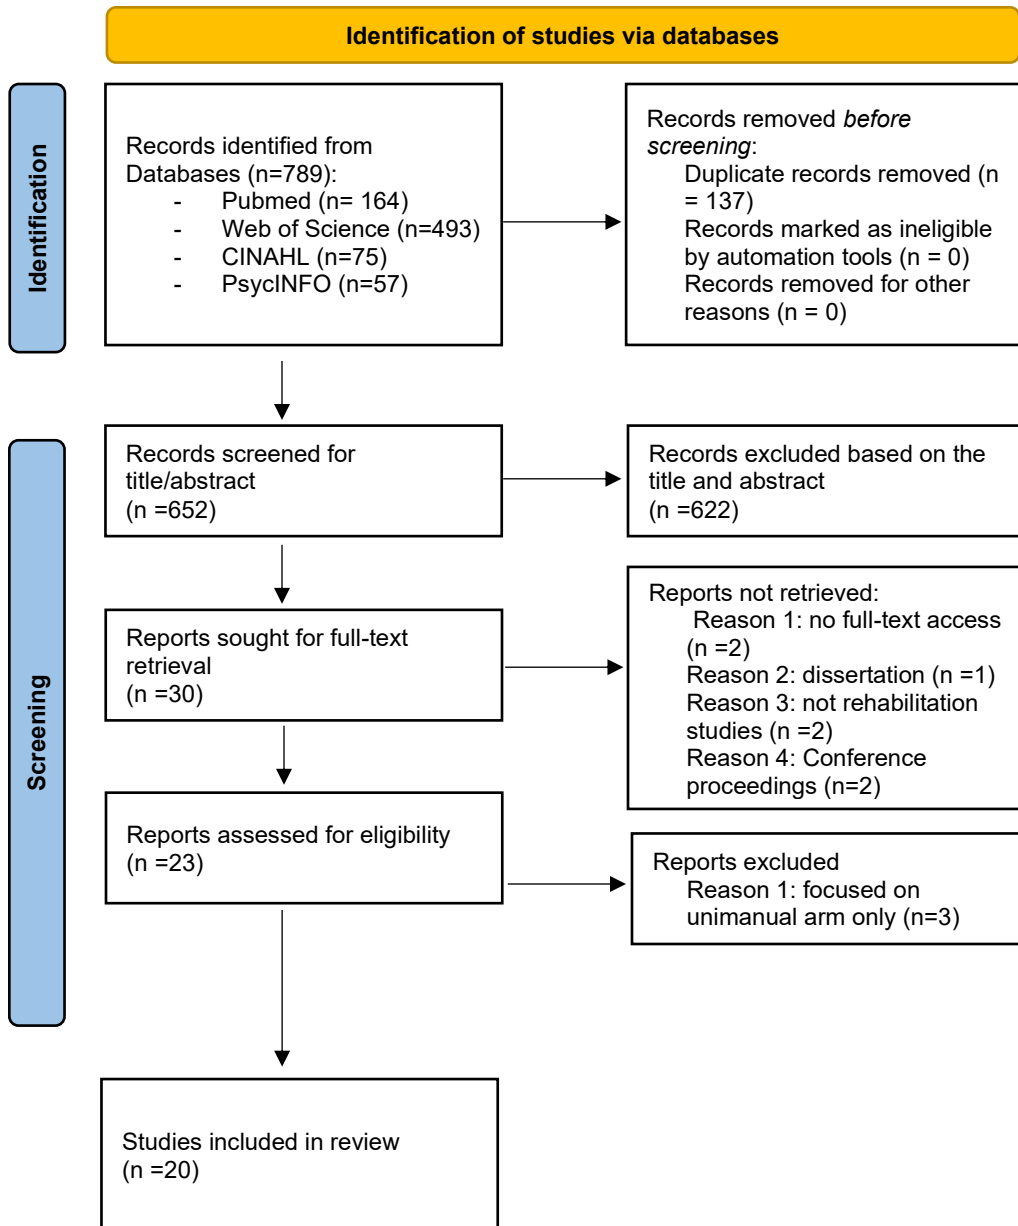 Identification of studies via databases
Identification
Records identified from
Databases (n=789):
- Pubmed (n= 164)
- Web of Science (n=493)
- CINAHL (n=75)
- PsycINFO (n=57)
Records removed before
screening:
Duplicate records removed (n
= 137)
Records marked as ineligible
by automation tools (n = 0)
Records removed for other
reasons (n = 0)
Screening
Records screened for
title/abstract
(n =652)
Records excluded based on the
title and abstract
(n =622)
Reports sought for full-text
retrieval
(n =30)
Reports not retrieved:
Reason 1: no full-text access
(n =2)
Reason 2: dissertation (n =1)
Reason 3: not rehabilitation
studies (n =2)
Reason 4: Conference
proceedings (n=2)
Reports assessed for eligibility
(n =23)
Reports excluded
Reason 1: focused on
unimanual arm only (n=3)
Studies included in review
(n =20)